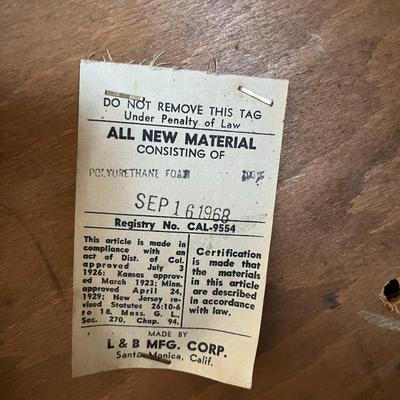 DO NOT REMOVE THIS TAG
Under Penalty of Law
ALL NEW MATERIAL
CONSISTING OF
POLYURETHANE FOAM
SEP 16 1968
Registry No. CAL-9554
This article is made in
compliance with an
act of Dist. of Col.
approved July 3
1926: Kansas approv-
ed March 1923; Minn.
approved April 24,
1929; New Jersey re-
vised Statutes 26:10-6
to 18. Mass. G. L.,
Sec. 270, Chap. 94.
Certification
is made that
the materials
in this article
are described
in accordance
with law.
MADE BY
L & B MFG. CORP.
Santa Monica, Calif.